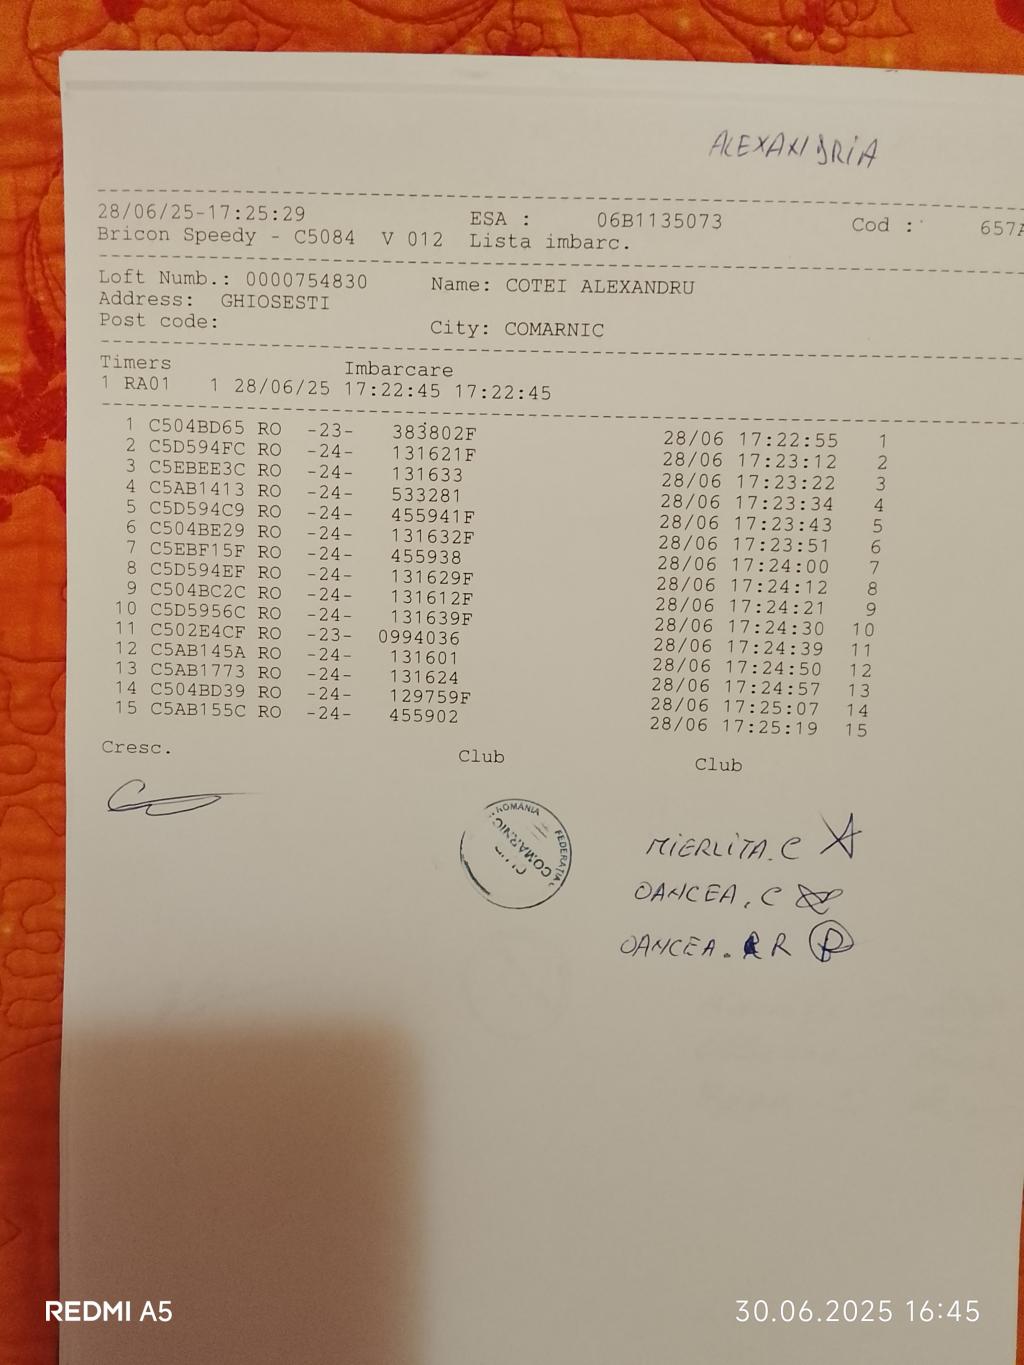 ALEXANDRIA
28/06/25-17:25:29 ESA : 06B1135073 Cod : 657A
Bricon Speedy - C5084 V 012 Lista imbarc.
Loft Numb.: 0000754830 Name: COTEI ALEXANDRU
Address: GHIOSESTI
Post code: City: COMARNIC
Timers Imbarcare
1 RA01 1 28/06/25 17:22:45 17:22:45
1 C504BD65 RO -23- 383802F 28/06 17:22:55 1
2 C5D594FC RO -24- 131621F 28/06 17:23:12 2
3 C5EBEE3C RO -24- 131633 28/06 17:23:22 3
4 C5AB1413 RO -24- 533281 28/06 17:23:34 4
5 C5D594C9 RO -24- 455941F 28/06 17:23:43 5
6 C504BE29 RO -24- 131632F 28/06 17:23:51 6
7 C5EBF15F RO -24- 455938 28/06 17:24:00 7
8 C5D594EF RO -24- 131629F 28/06 17:24:12 8
9 C504BC2C RO -24- 131612F 28/06 17:24:21 9
10 C5D5956C RO -24- 131639F 28/06 17:24:30 10
11 C502E4CF RO -23- 0994036 28/06 17:24:39 11
12 C5AB145A RO -24- 131601 28/06 17:24:50 12
13 C5AB1773 RO -24- 131624 28/06 17:24:57 13
14 C504BD39 RO -24- 129759F 28/06 17:25:07 14
15 C5AB155C RO -24- 455902 28/06 17:25:19 15
Cresc. Club Club
ROMANIA FEDERATIA
COMARNIC
MIERLITA.C
OANCEA.C
OANCEA. R
REDMI A5 30.06.2025 16:45